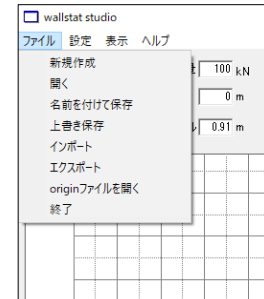 wallstat studio
ファイル 設定 表示 ヘルプ
新規作成
開く
名前を付けて保存
上書き保存
インポート
エクスポート
originファイルを開く
終了
100 kN
0 m
0.91 m